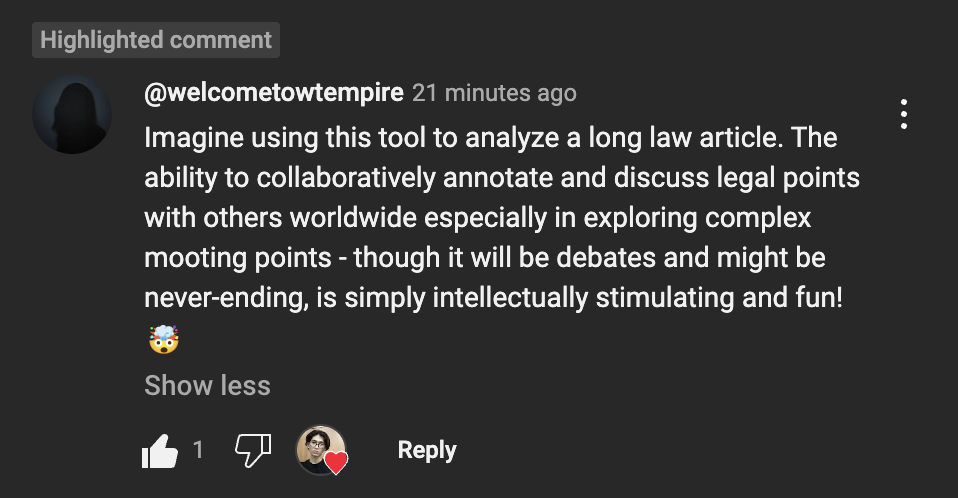 Highlighted comment
@welcometowtempire 21 minutes ago
Imagine using this tool to analyze a long law article. The
ability to collaboratively annotate and discuss legal points
with others worldwide especially in exploring complex
mooting points - though it will be debates and might be
never-ending, is simply intellectually stimulating and fun!
🤯
Show less
1 Reply